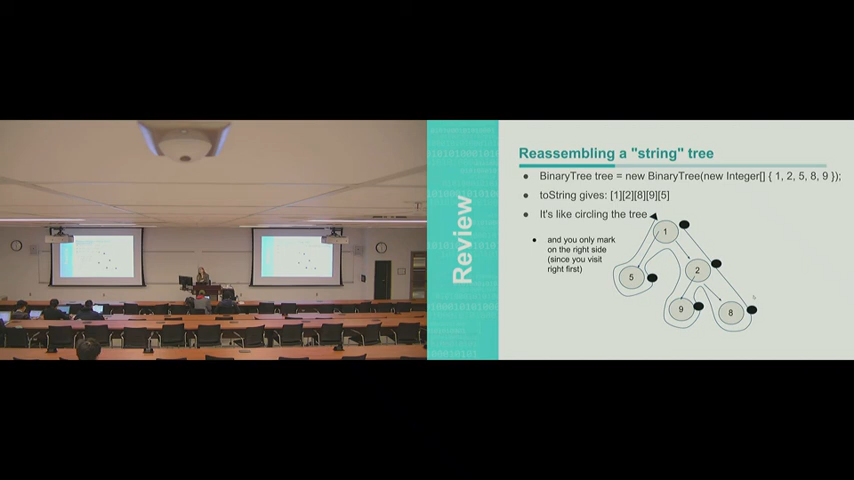 Review
Reassembling a "string" tree
BinaryTree tree = new BinaryTree(new Integer[] { 1, 2, 5, 8, 9 });
toString gives: [1][2][8][9][5]
It's like circling the tree
and you only mark
on the right side
(since you visit
right first)
1
5
2
9
8